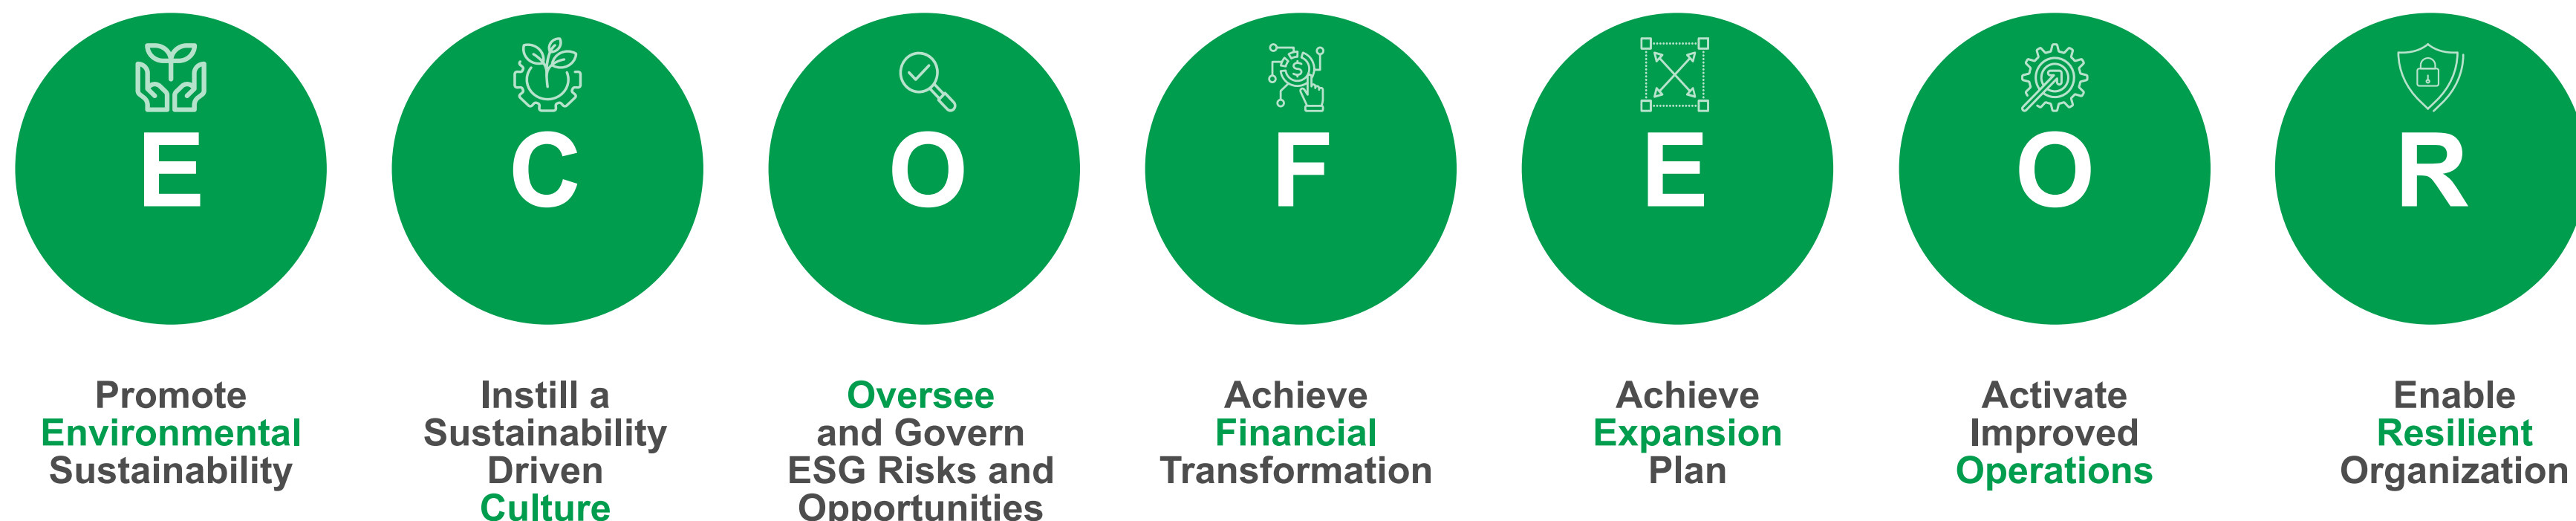 E
C
O
F
E
O
R
Promote
Environmental
Sustainability
Instill a
Sustainability
Driven
Culture
Oversee
and Govern
ESG Risks and
Opportunities
Achieve
Financial
Transformation
Achieve
Expansion
Plan
Activate
Improved
Operations
Enable
Resilient
Organization